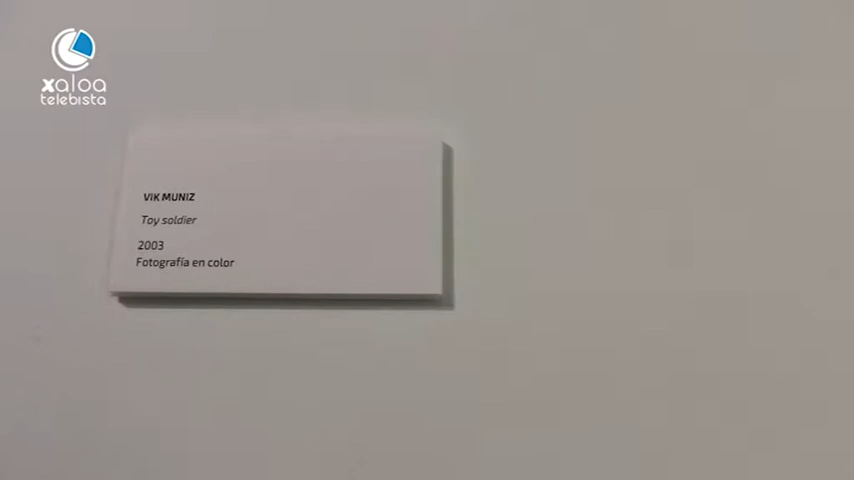 xaloa
telebista
VIK MUNIZ
Toy soldier
2003
Fotografía en color